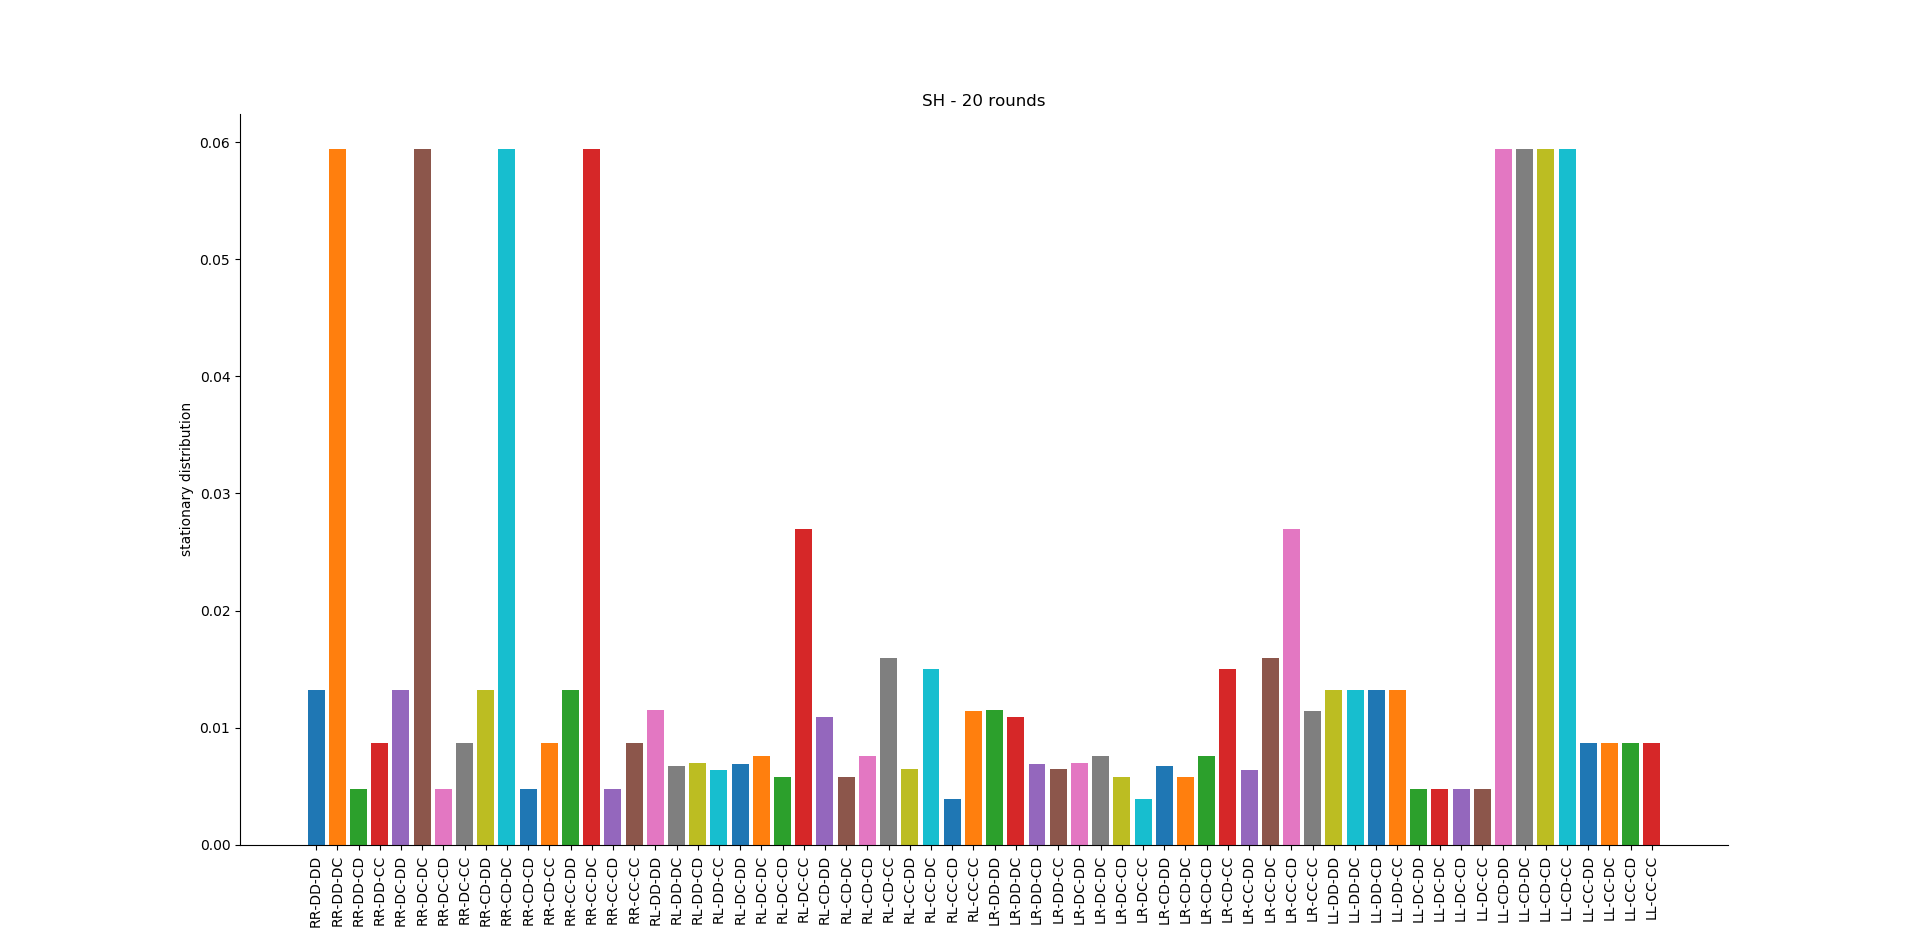 SH - 20 rounds
0.06
0.05
0.04
0.03
0.02
0.01
0.00
stationary distribution
RR-DD-DD
RR-DD-DC
RR-DD-CD
RR-DD-CC
RR-DC-DD
RR-DC-DC
RR-DC-CD
RR-DC-CC
RR-CD-DD
RR-CD-DC
RR-CD-CD
RR-CD-CC
RR-CC-DD
RR-CC-DC
RR-CC-CD
RR-CC-CC
RL-DD-DD
RL-DD-DC
RL-DD-CD
RL-DD-CC
RL-DC-DD
RL-DC-DC
RL-DC-CD
RL-DC-CC
RL-CD-DD
RL-CD-DC
RL-CD-CD
RL-CD-CC
RL-CC-DD
RL-CC-DC
RL-CC-CD
RL-CC-CC
LR-DD-DD
LR-DD-DC
LR-DD-CD
LR-DD-CC
LR-DC-DD
LR-DC-DC
LR-DC-CD
LR-DC-CC
LR-CD-DD
LR-CD-DC
LR-CD-CD
LR-CD-CC
LR-CC-DD
LR-CC-DC
LR-CC-CD
LR-CC-CC
LL-DD-DD
LL-DD-DC
LL-DD-CD
LL-DD-CC
LL-DC-DD
LL-DC-DC
LL-DC-CD
LL-DC-CC
LL-CD-DD
LL-CD-DC
LL-CD-CD
LL-CD-CC
LL-CC-DD
LL-CC-DC
LL-CC-CD
LL-CC-CC